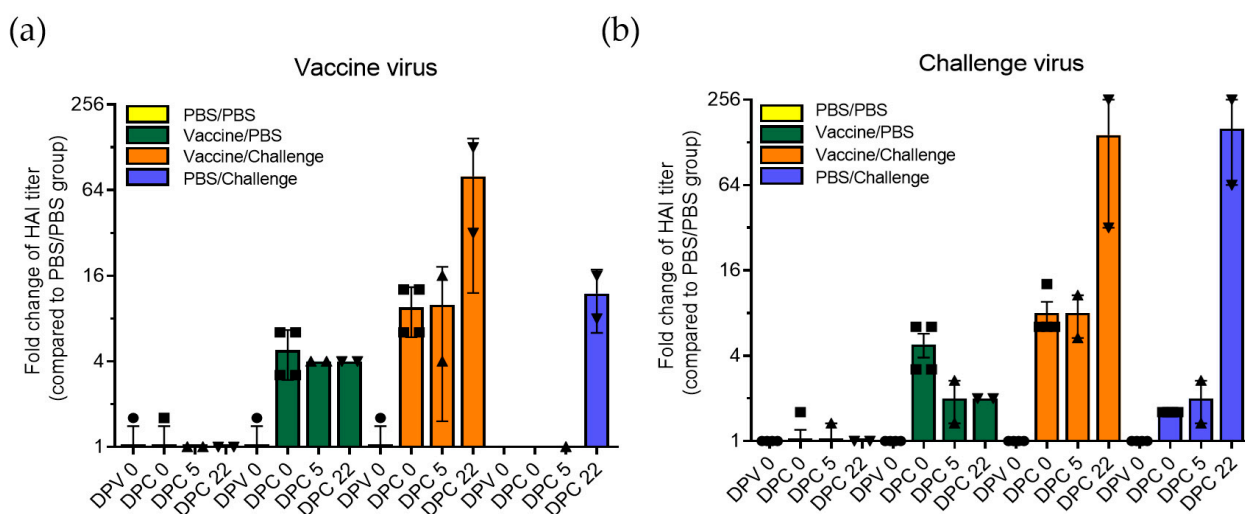 (a)
Vaccine virus
Fold change of HAI titer
(compared to PBS/PBS group)
256
64
16
4
1
PBS/PBS
Vaccine/PBS
Vaccine/Challenge
PBS/Challenge
DPV 0
DPC 0
DPC 5
DPC 22
DPV 0
DPC 0
DPC 5
DPC 22
DPV 0
DPC 0
DPC 5
DPC 22
DPV 0
DPC 0
DPC 5
DPC 22
(b)
Challenge virus
Fold change of HAI titer
(compared to PBS/PBS group)
256
64
16
4
1
PBS/PBS
Vaccine/PBS
Vaccine/Challenge
PBS/Challenge
DPV 0
DPC 0
DPC 5
DPC 22
DPV 0
DPC 0
DPC 5
DPC 22
DPV 0
DPC 0
DPC 5
DPC 22
DPV 0
DPC 0
DPC 5
DPC 22